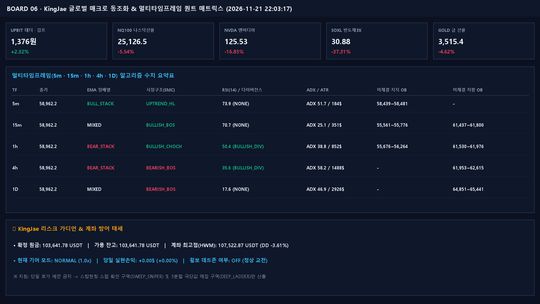 BOARD 06 · KingJae 글로벌 매크로 동조화 & 멀티타임프레임 퀀트 매트릭스 (2026-11-21 22:03:17)
UPBIT 테더 · 김프
1,376원
+2.02%
NQ100 나스닥선물
25,126.5
-5.54%
NVDA 엔비디아
125.53
-16.85%
SOXL 반도체3X
30.88
-37.31%
GOLD 금 선물
3,515.4
-4.62%
멀티타임프레임(5m · 15m · 1h · 4h · 1D) 알고리즘 수치 요약표
TF 종가 EMA 정배열 시장구조(SMC) RSI(14) / 다이버전스 ADX / ATR 미체결 지지 OB 미체결 저항 OB
5m 58,962.2 BULL_STACK UPTREND_HL 73.9 (NONE) ADX 51.7 / 184$ 58,439~58,481 -
15m 58,962.2 MIXED BULLISH_BOS 70.7 (NONE) ADX 25.1 / 351$ 55,561~55,776 61,437~61,800
1h 58,962.2 BEAR_STACK BULLISH_CHOCH 50.4 (BULLISH_DIV) ADX 38.8 / 852$ 55,676~56,264 61,530~61,976
4h 58,962.2 BEAR_STACK BEARISH_BOS 35.6 (BULLISH_DIV) ADX 58.2 / 1488$ - 61,953~62,615
1D 58,962.2 MIXED BEARISH_BOS 17.6 (NONE) ADX 46.9 / 2926$ - 64,851~65,441
KingJae 리스크 가디언 & 계좌 방어 태세
• 확정 원금: 103,641.78 USDT | 가용 잔고: 103,641.78 USDT | 계좌 최고점(HWM): 107,522.87 USDT (DD -3.61%)
• 현재 기어 모드: NORMAL (1.0x) | 당일 실현손익: +0.00$ (+0.00%) | 킬포 데드존 여부: OFF (정상 교전)